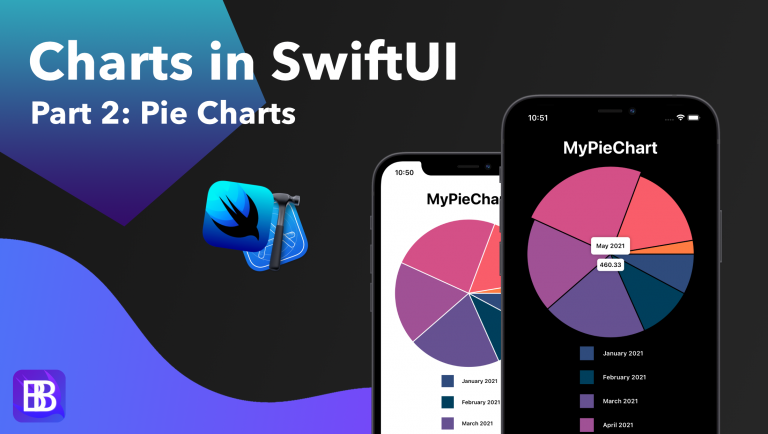 Charts in SwiftUI
Part 2: Pie Charts
10:50
MyPieChar
January 2021
February 2021
March 2021
10:51
MyPieChart
May 2021
460.33
January 2021
February 2021
March 2021
April 2021
BB